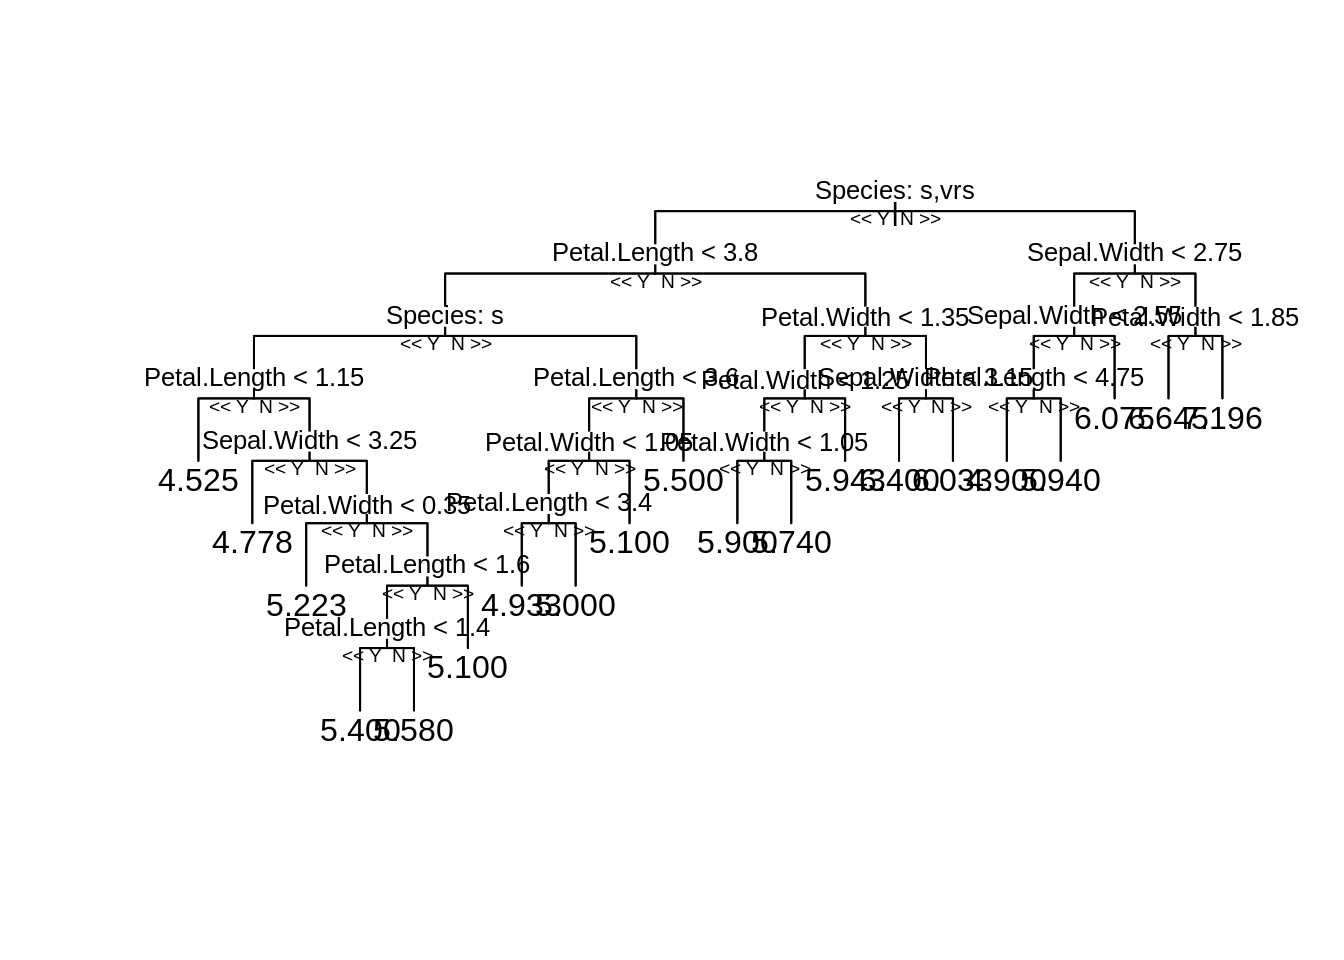 Species: s,vrs
<< Y N >>
Petal.Length < 3.8 Sepal.Width < 2.75
<< Y N >> << Y N >>
Species: s Petal.Width < 1.35 Sepal.Width < 2.55 Petal.Width < 1.85
<< Y N >> << Y N >> << Y N >> << Y N >>
Petal.Length < 1.15 Petal.Length < 3.6 Petal.Width < 1.25 Sepal.Width < 3.15 Petal.Length < 4.75
<< Y N >> << Y N >> << Y N >> << Y N >> << Y N >> 6.075 6.645 7.196
Sepal.Width < 3.25 Petal.Width < 1.05 Petal.Width < 1.05
<< Y N >> << Y N >> << Y N >>
4.525 5.500 5.943 6.400 6.033 4.900 5.940
Petal.Width < 0.35 Petal.Length < 3.4
<< Y N >> << Y N >>
4.778 5.100 5.900 5.740
Petal.Length < 1.6
<< Y N >>
5.223 4.933 5.000
Petal.Length < 1.4
<< Y N >>
5.100
5.400 5.580